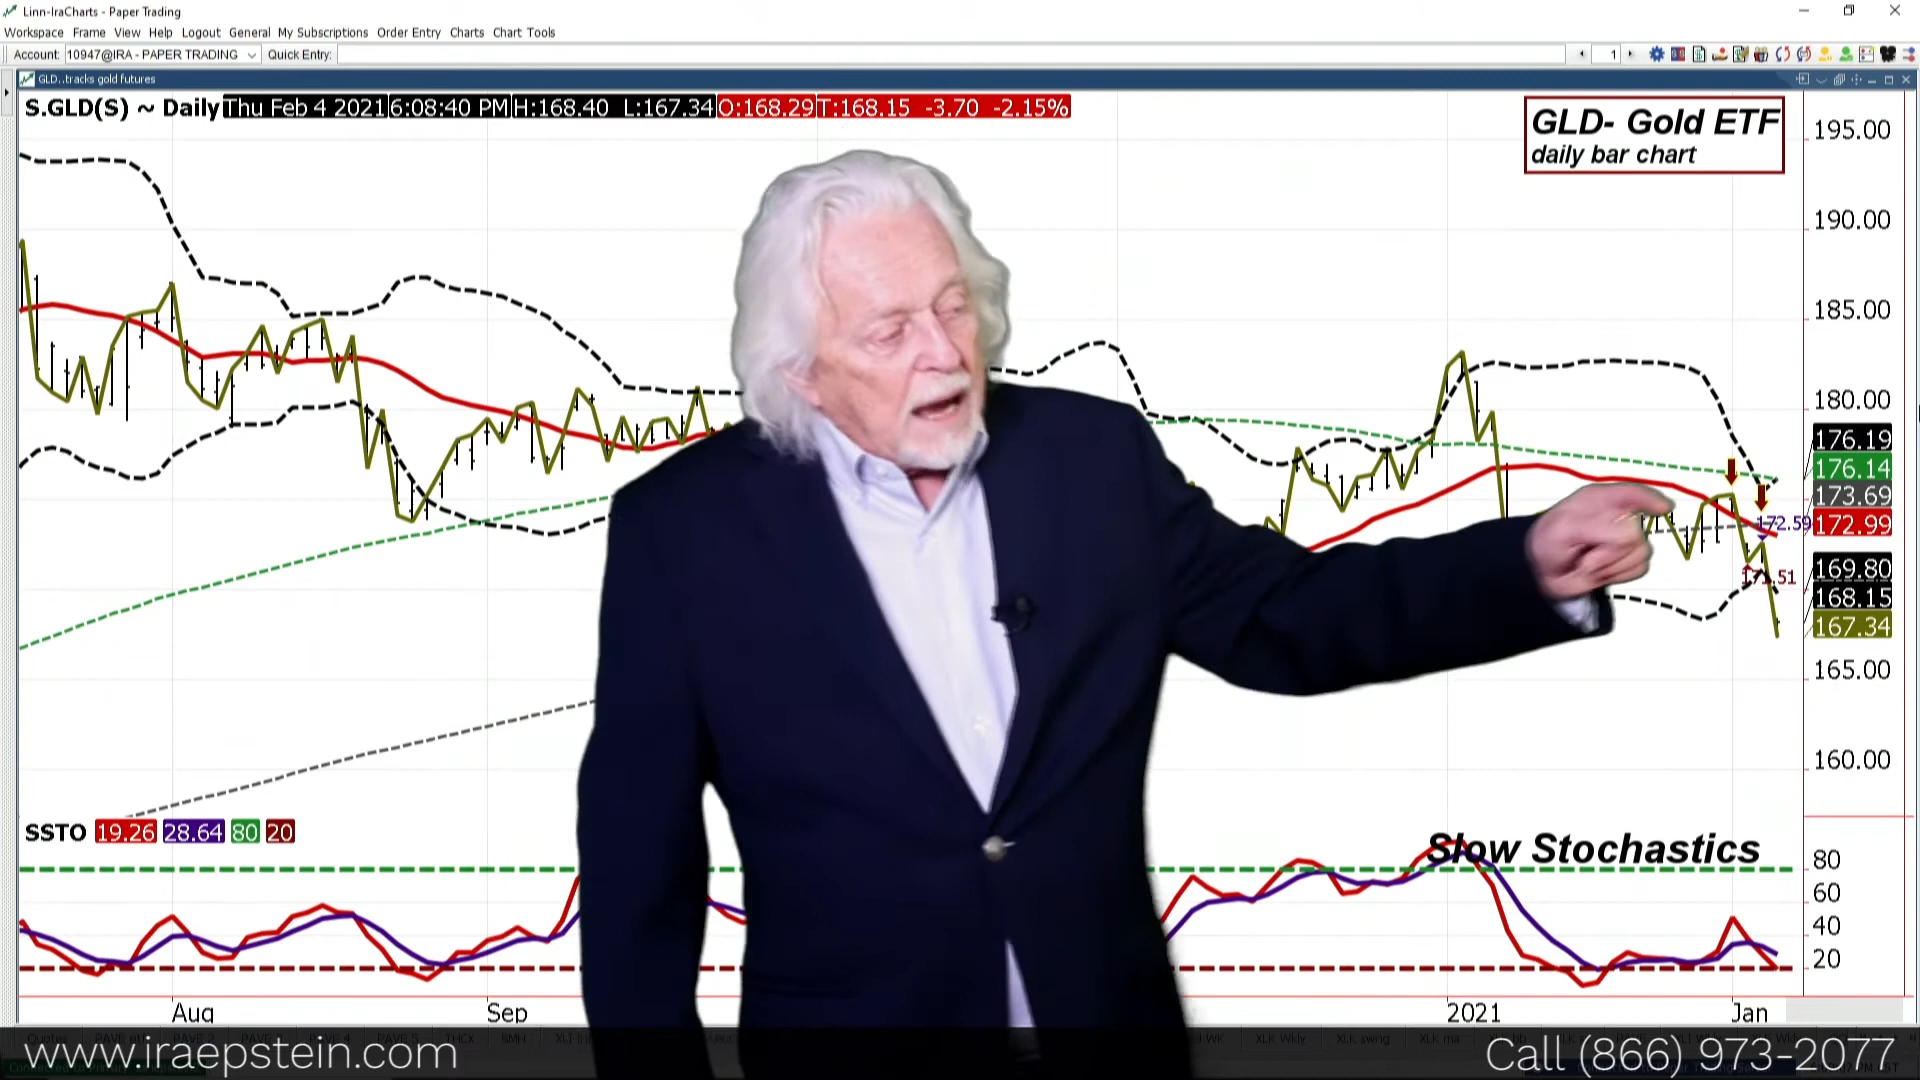 Linn-IraCharts - Paper Trading
Workspace Frame View Help Logout General My Subscriptions Order Entry Charts Chart Tools
Account: 10947@IRA - PAPER TRADING Quick Entry: 1
GLD..tracks gold futures
S.GLD(S) ~ Daily Thu Feb 4 2021 6:08:40 PM H:168.40 L:167.34 O:168.29 T:168.15 -3.70 -2.15%
GLD- Gold ETF
daily bar chart
195.00
190.00
185.00
180.00
176.19
176.14
173.69
172.59 172.99
169.80
168.15
167.34
165.00
160.00
SSTO 19.26 28.64 80 20
Slow Stochastics
80
60
40
20
Aug Sep 2021 Jan
www.iraepstein.com
Call (866) 973-2077